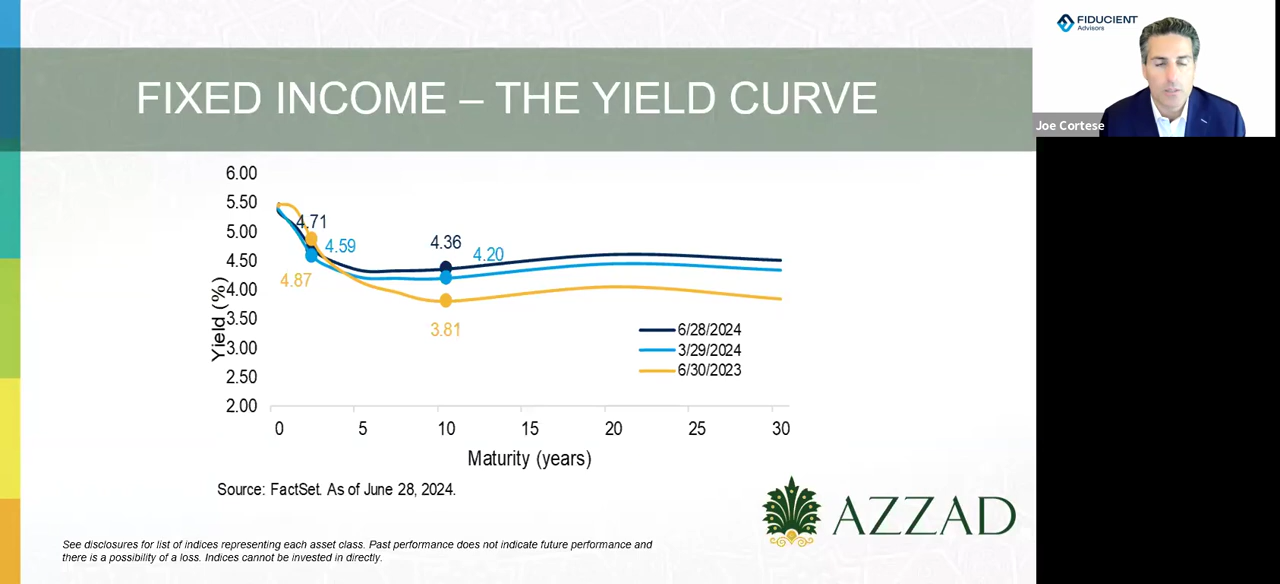 FIDUCIENT
Advisors
Joe Cortese
FIXED INCOME – THE YIELD CURVE
6.00
5.50
5.00
4.50
4.00
3.50
3.00
2.50
2.00
Yield (%)
4.71
4.59
4.87
4.36
4.20
3.81
6/28/2024
3/29/2024
6/30/2023
0 5 10 15 20 25 30
Maturity (years)
Source: FactSet. As of June 28, 2024.
AZZAD
See disclosures for list of indices representing each asset class. Past performance does not indicate future performance and
there is a possibility of a loss. Indices cannot be invested in directly.